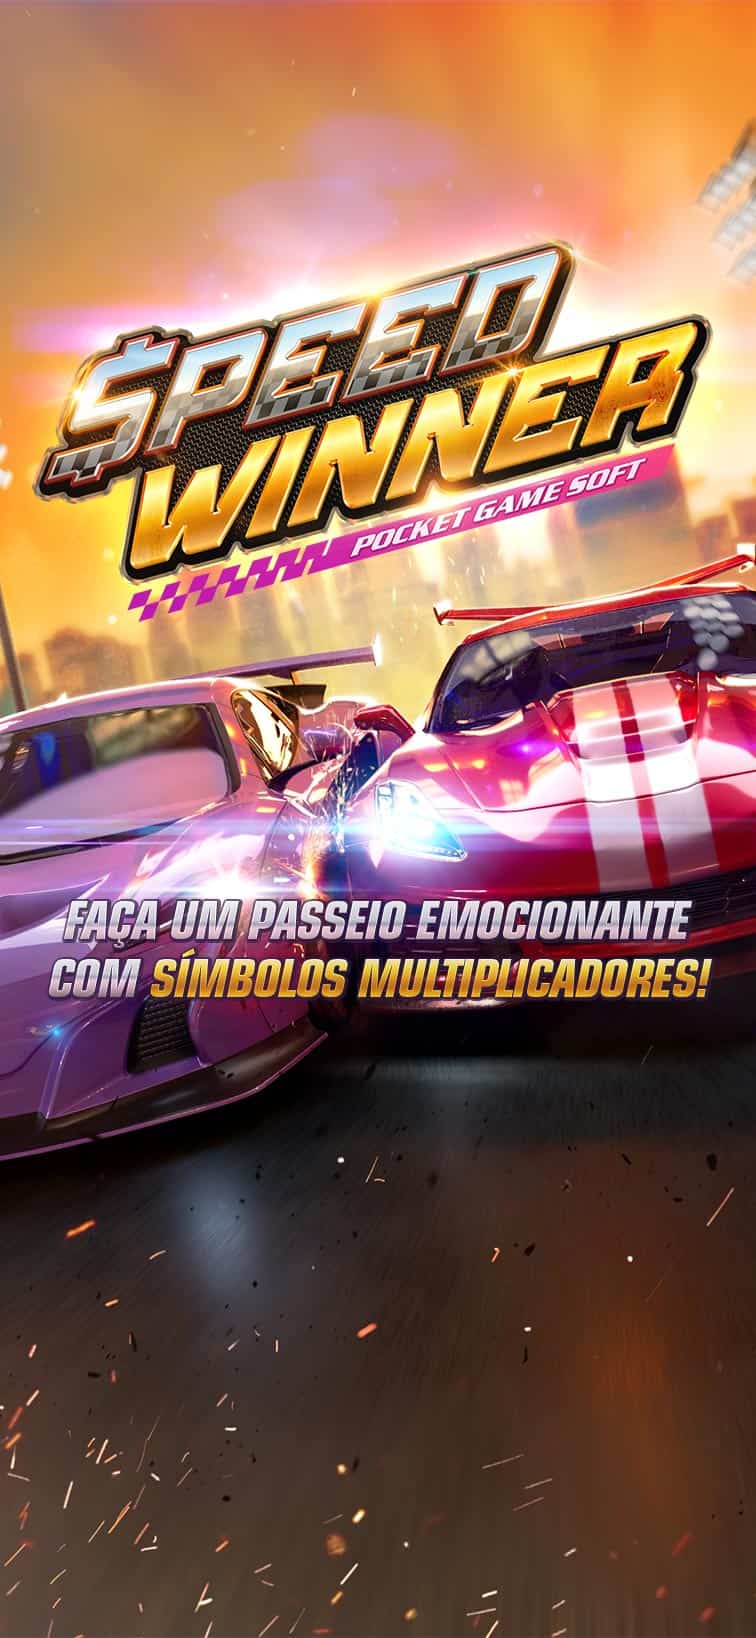 $PEED
WINNER
POCKET GAME SOFT
FAÇA UM PASSEIO EMOCIONANTE
COM SÍMBOLOS MULTIPLICADORES!